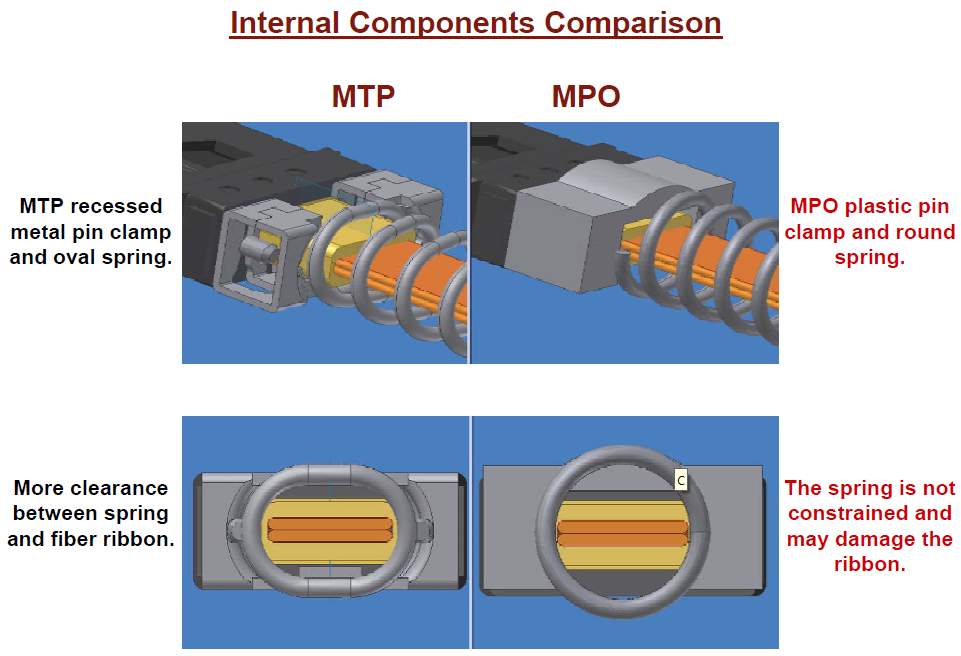 Internal Components Comparison
MTP
MPO
MTP recessed
metal pin clamp
and oval spring.
MPO plastic pin
clamp and round
spring.
More clearance
between spring
and fiber ribbon.
C
The spring is not
constrained and
may damage the
ribbon.